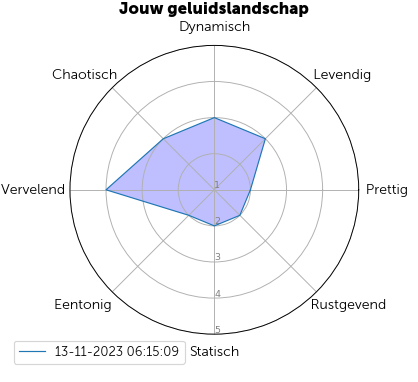 Jouw geluidslandschap
Dynamisch
Chaotisch
Levendig
Vervelend
1
Prettig
2
3
Eentonig
4
Rustgevend
5
13-11-2023 06:15:09
Statisch